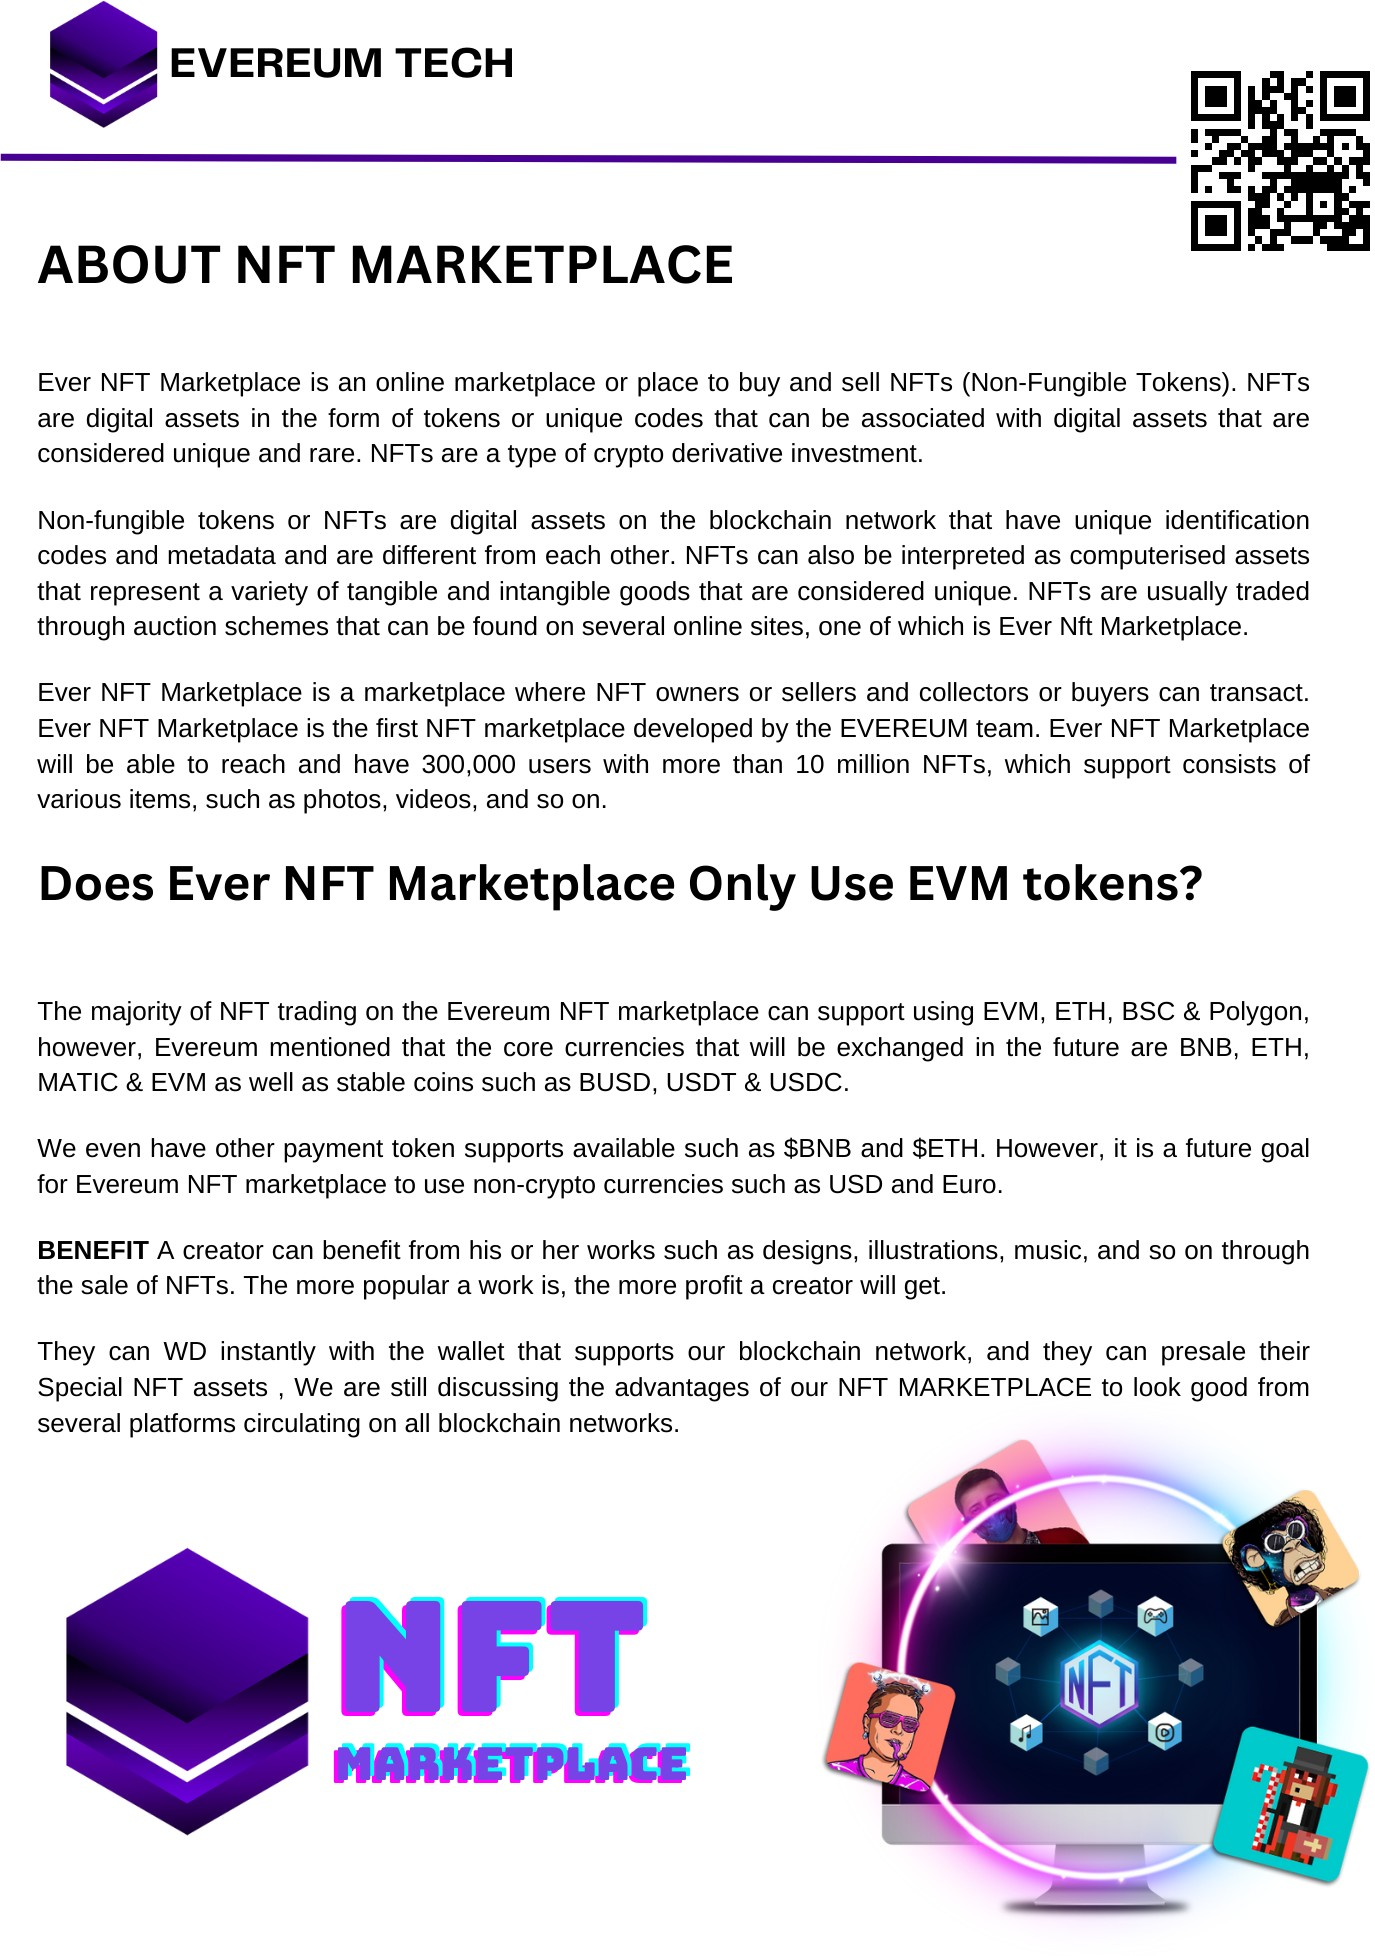 EVEREUM TECH
ABOUT NFT MARKETPLACE
Ever NFT Marketplace is an online marketplace or place to buy and sell NFTs (Non-Fungible Tokens). NFTs
are digital assets in the form of tokens or unique codes that can be associated with digital assets that are
considered unique and rare. NFTs are a type of crypto derivative investment.
Non-fungible tokens or NFTs are digital assets on the blockchain network that have unique identification
codes and metadata and are different from each other. NFTs can also be interpreted as computerised assets
that represent a variety of tangible and intangible goods that are considered unique. NFTs are usually traded
through auction schemes that can be found on several online sites, one of which is Ever Nft Marketplace.
Ever NFT Marketplace is a marketplace where NFT owners or sellers and collectors or buyers can transact.
Ever NFT Marketplace is the first NFT marketplace developed by the EVEREUM team. Ever NFT Marketplace
will be able to reach and have 300,000 users with more than 10 million NFTs, which support consists of
various items, such as photos, videos, and so on.
Does Ever NFT Marketplace Only Use EVM tokens?
The majority of NFT trading on the Evereum NFT marketplace can support using EVM, ETH, BSC & Polygon,
however, Evereum mentioned that the core currencies that will be exchanged in the future are BNB, ETH,
MATIC & EVM as well as stable coins such as BUSD, USDT & USDC.
We even have other payment token supports available such as $BNB and $ETH. However, it is a future goal
for Evereum NFT marketplace to use non-crypto currencies such as USD and Euro.
BENEFIT A creator can benefit from his or her works such as designs, illustrations, music, and so on through
the sale of NFTs. The more popular a work is, the more profit a creator will get.
They can WD instantly with the wallet that supports our blockchain network, and they can presale their
Special NFT assets , We are still discussing the advantages of our NFT MARKETPLACE to look good from
several platforms circulating on all blockchain networks.
NFT
MARKETPLACE
NFT